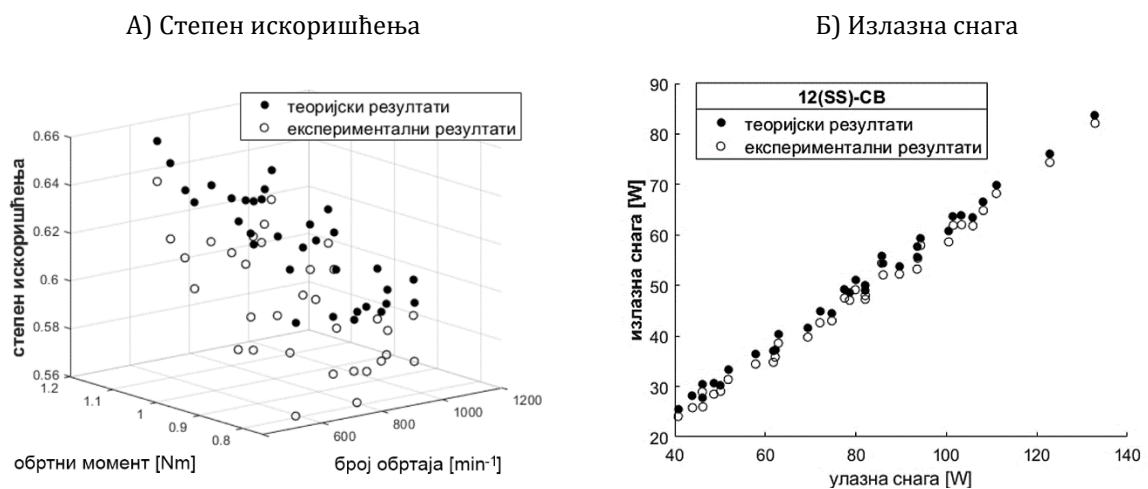 А) Степен искоришћења
теоријски резултати
експериментални резултати
0.66
0.64
0.62
0.6
0.58
0.56
степен искоришћења
1.2
1.1
1
0.9
0.8
обртни момент [Nm]
600
800
1000
1200
број обртаја [min-1]
Б) Излазна снага
12(SS)-CB
теоријски резултати
експериментални резултати
90
80
70
60
50
40
30
20
излазна снага [W]
40
60
80
100
120
140
улазна снага [W]